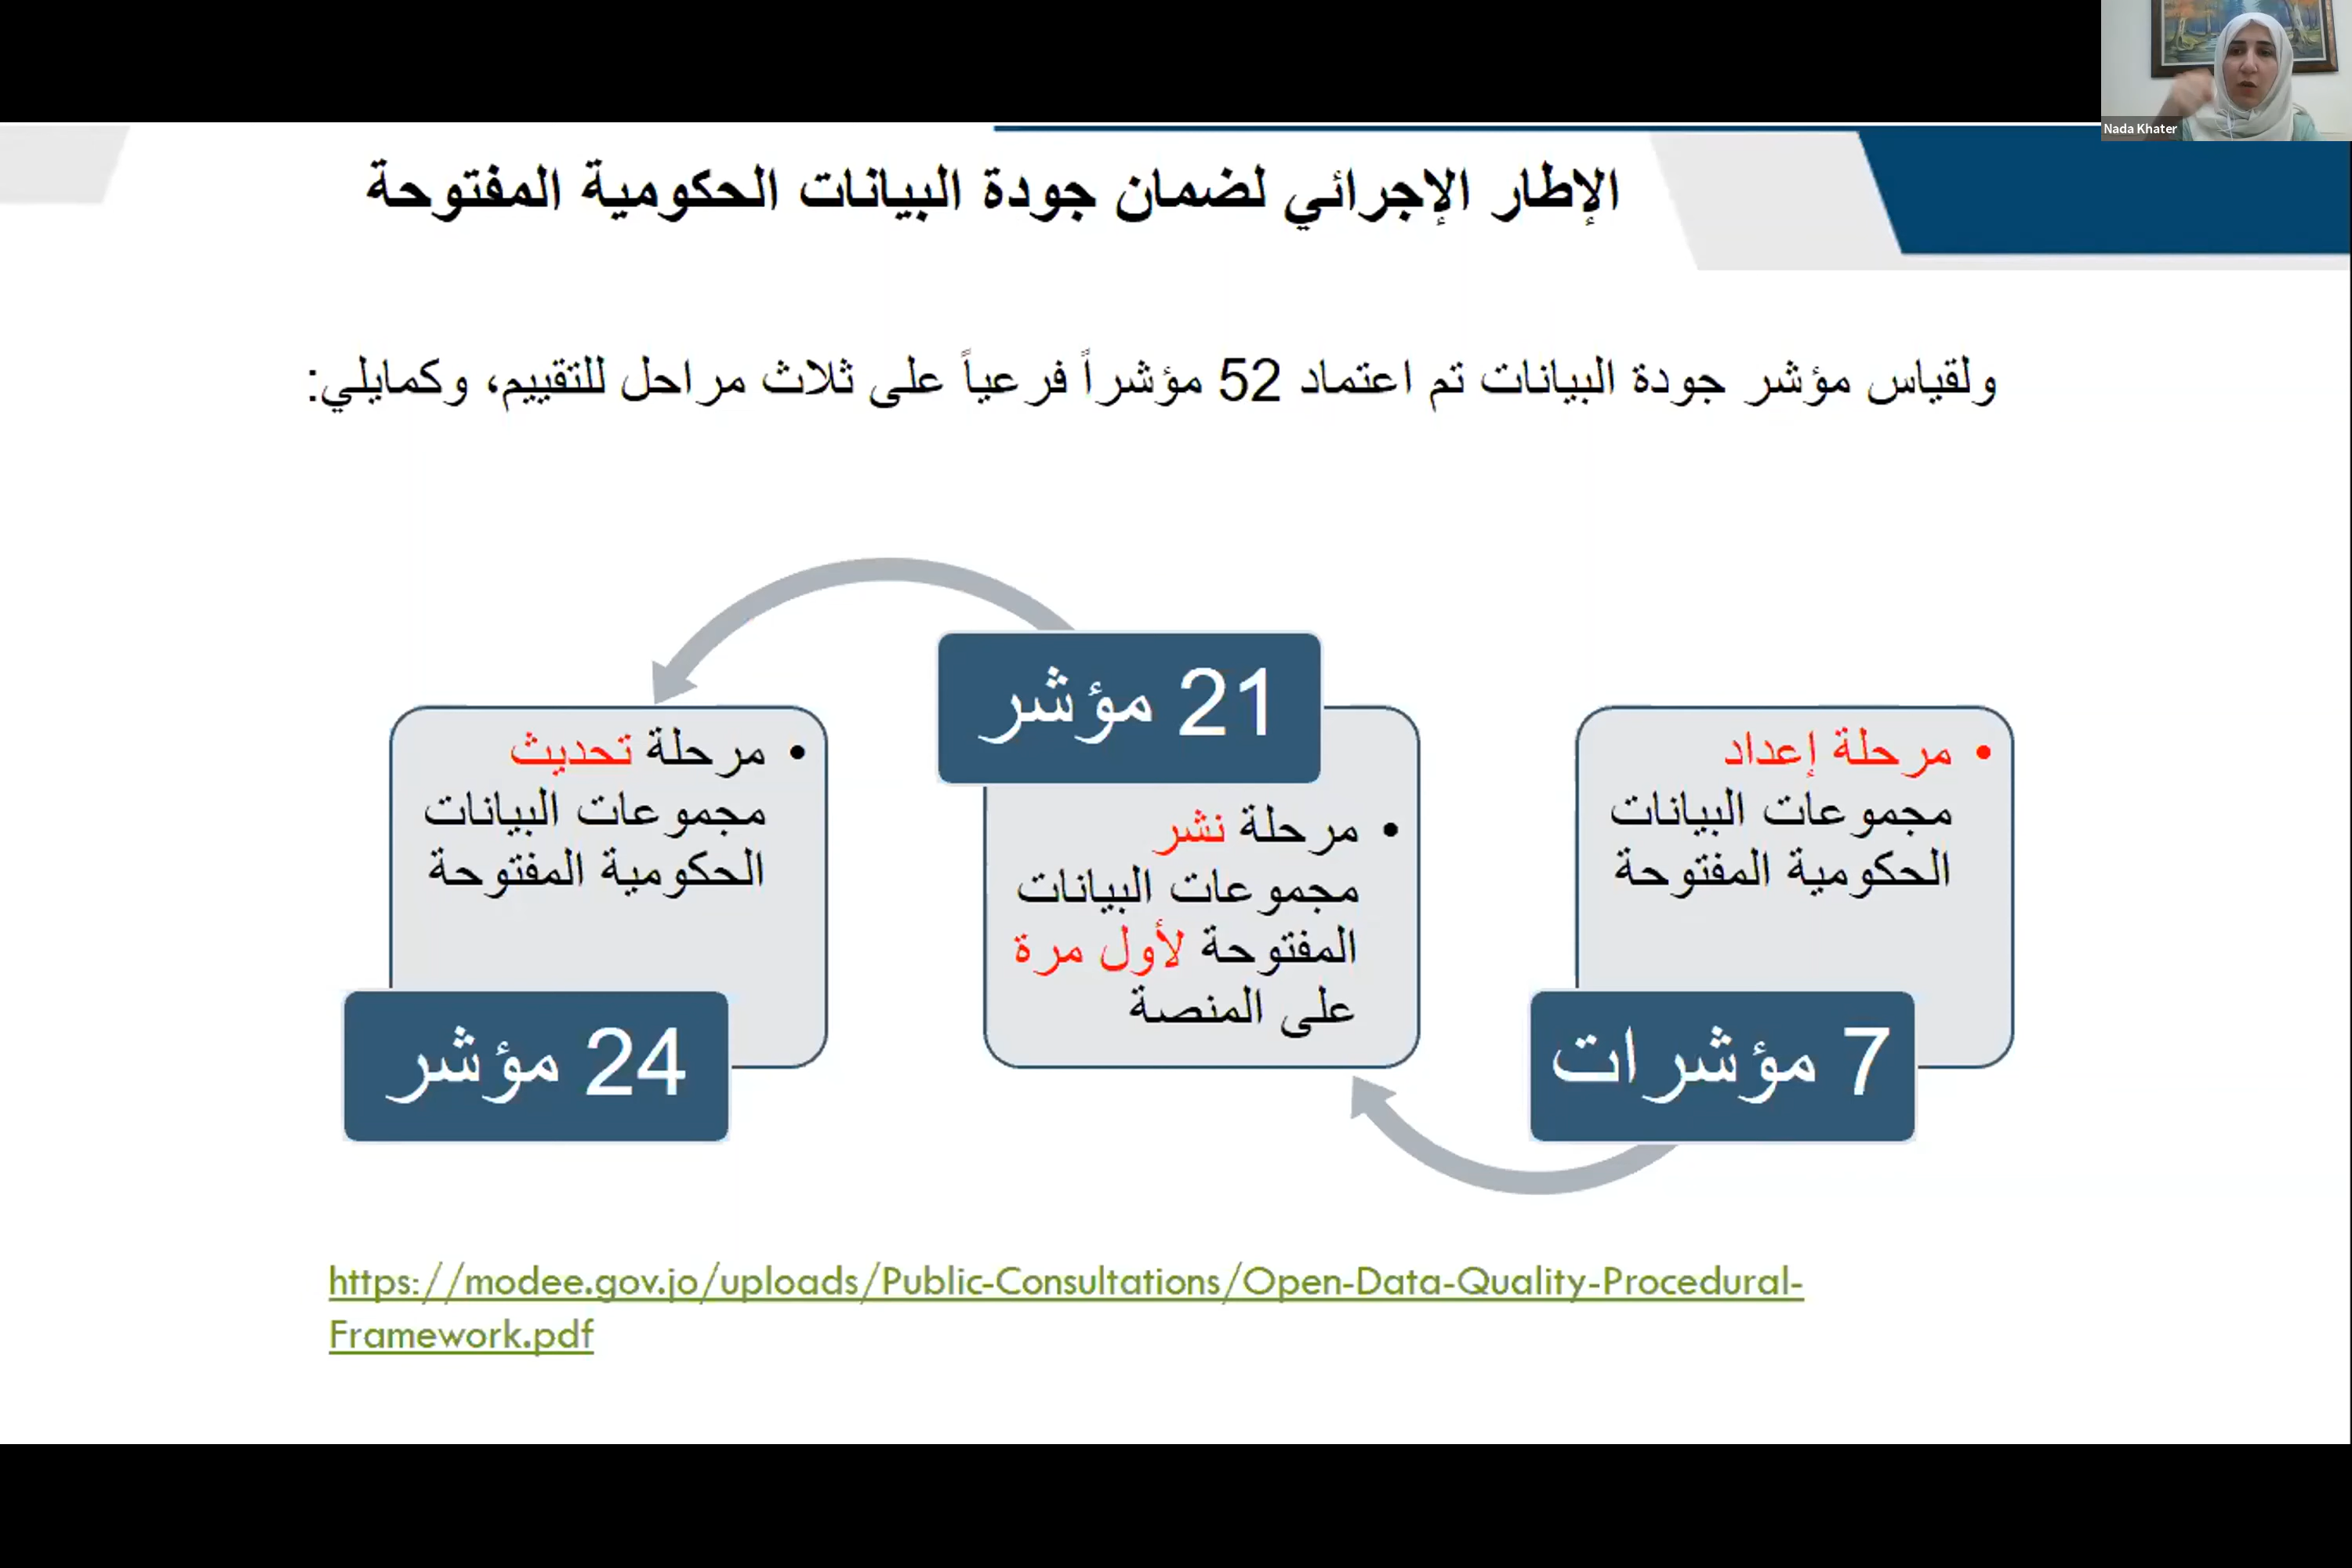 Nada Khater
الإطار الإجرائي لضمان جودة البيانات الحكومية المفتوحة
ولقياس مؤشر جودة البيانات تم اعتماد 52 مؤشراً فرعياً على ثلاث مراحل للتقييم، وكمايلي:
• مرحلة إعداد
مجموعات البيانات
الحكومية المفتوحة
7 مؤشرات
21 مؤشر
• مرحلة نشر
مجموعات البيانات
المفتوحة لأول مرة
على المنصة
• مرحلة تحديث
مجموعات البيانات
الحكومية المفتوحة
24 مؤشر
https://modee.gov.jo/uploads/Public-Consultations/Open-Data-Quality-Procedural-
Framework.pdf